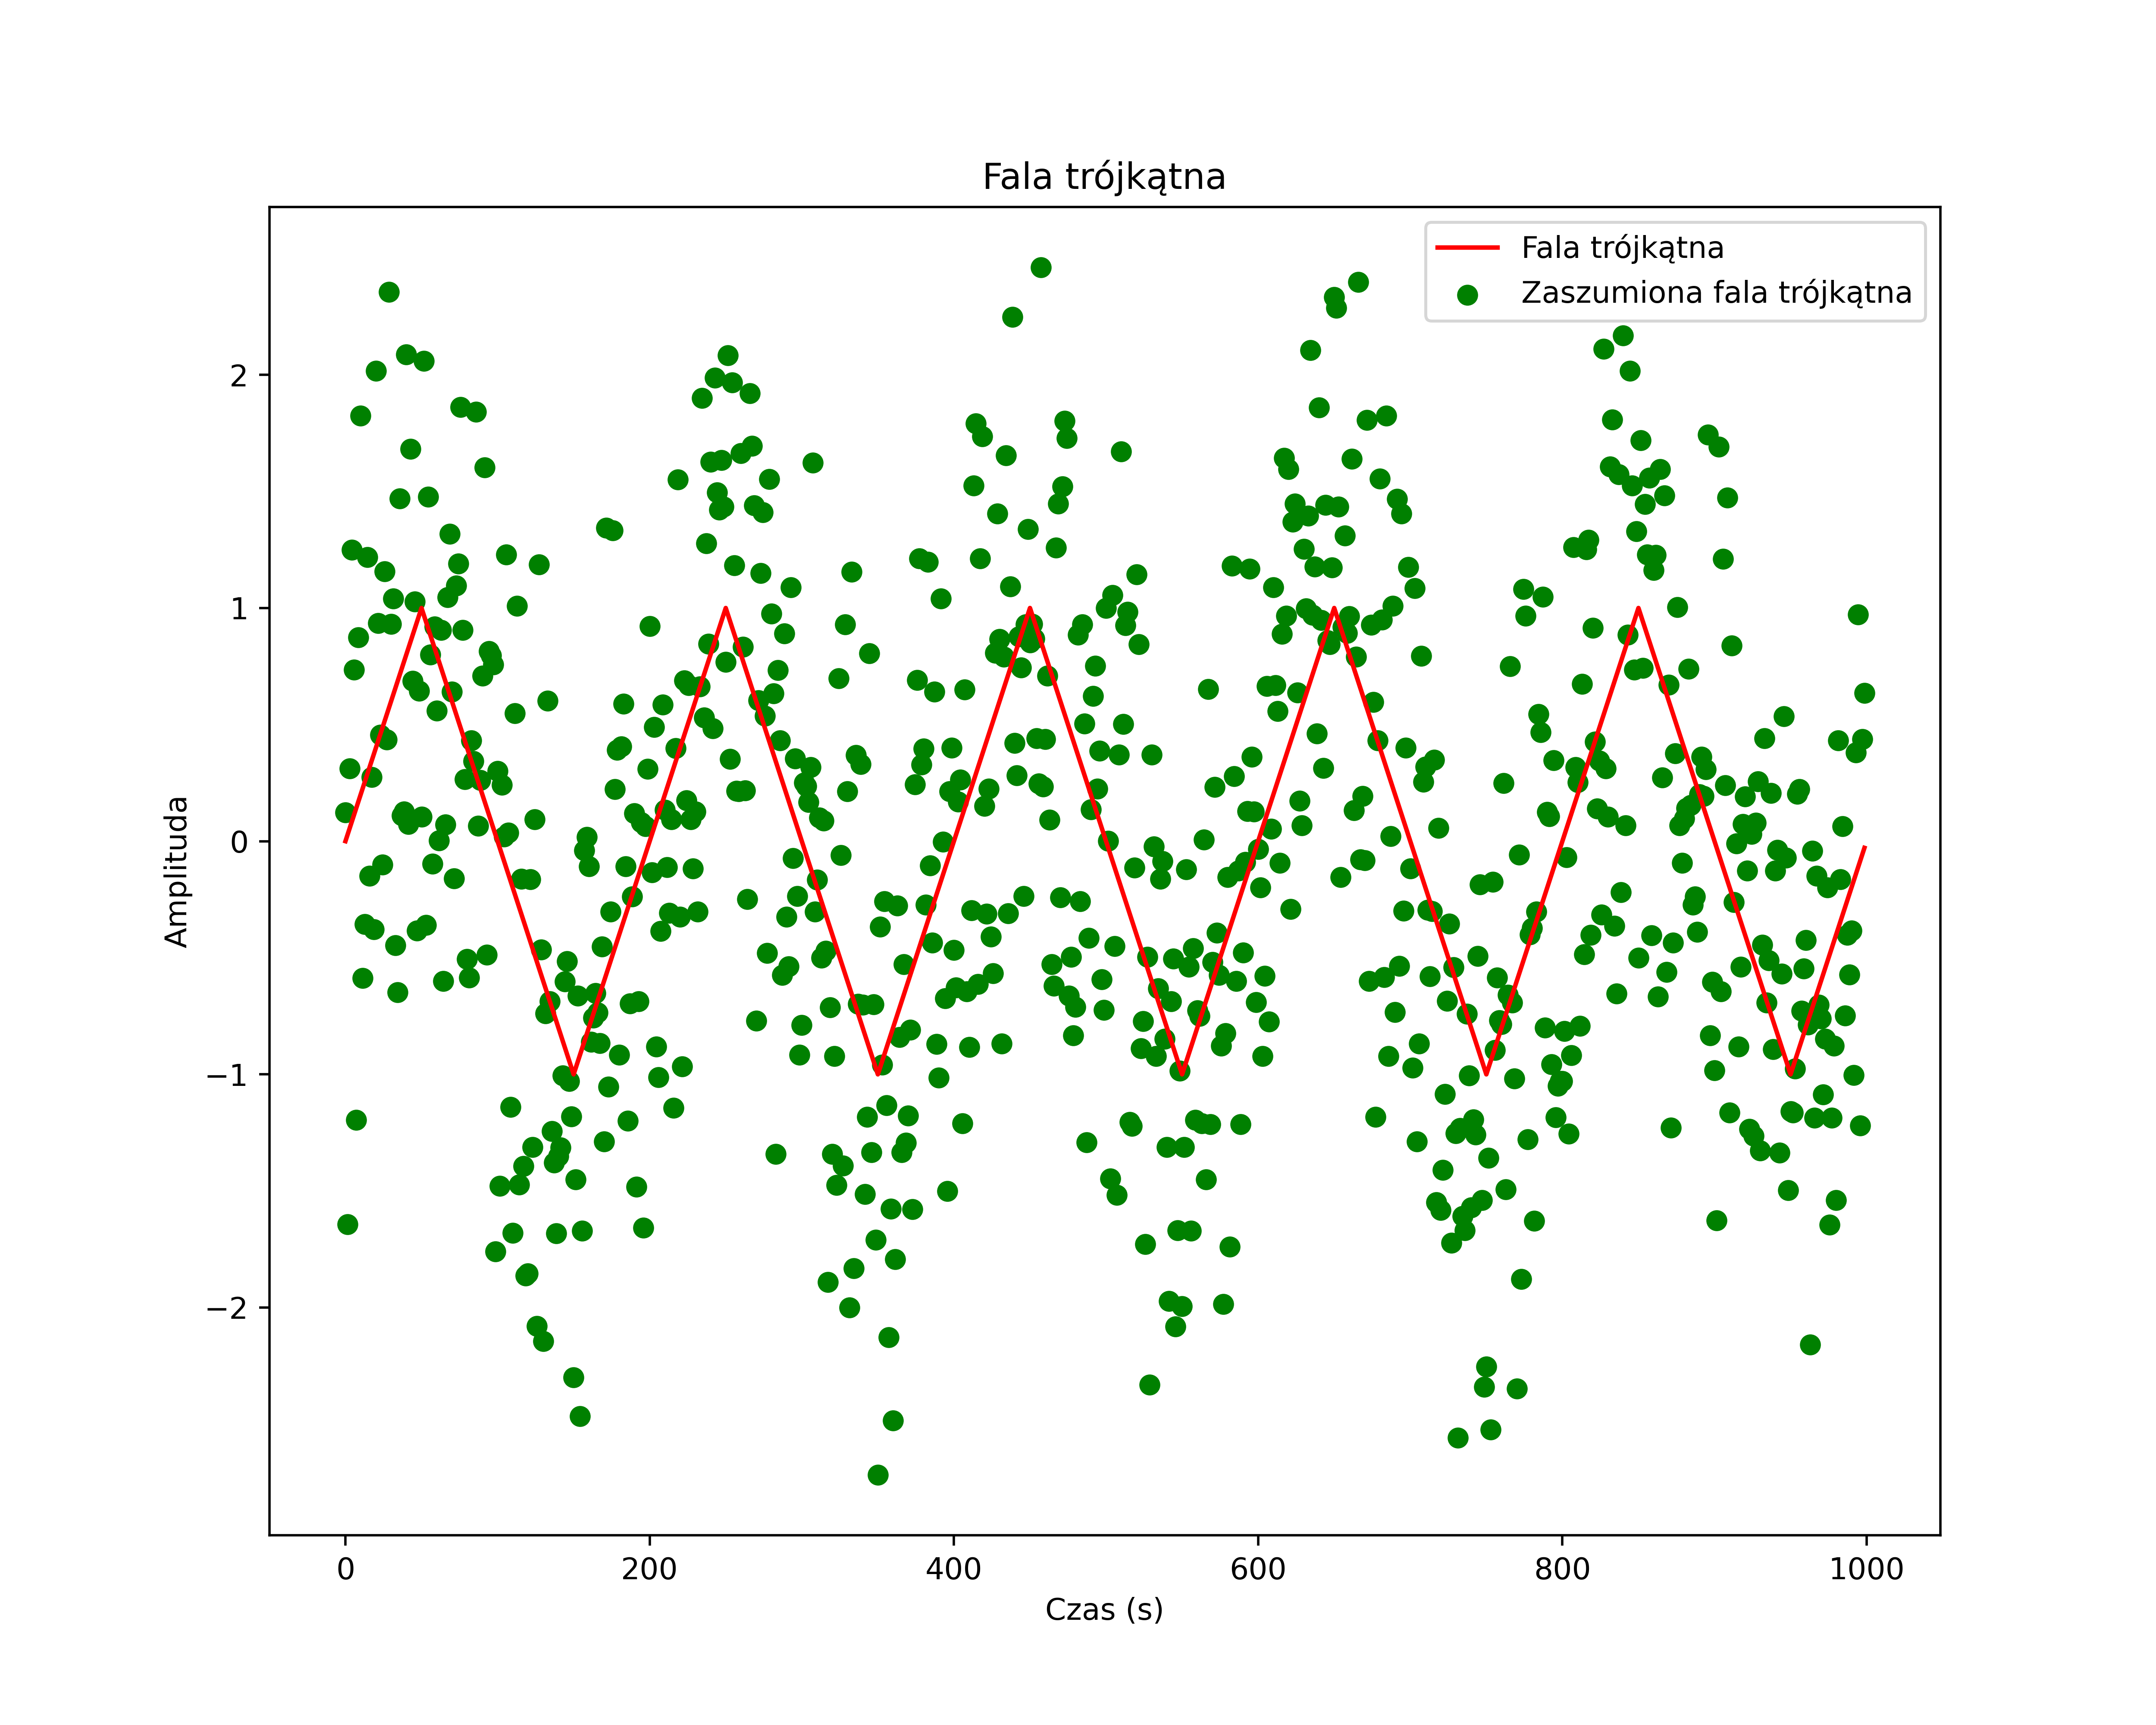 Fala trójkątna
Fala trójkątna
Zaszumiona fala trójkątna
Amplituda
2
1
0
−1
−2
0 200 400 600 800 1000
Czas (s)